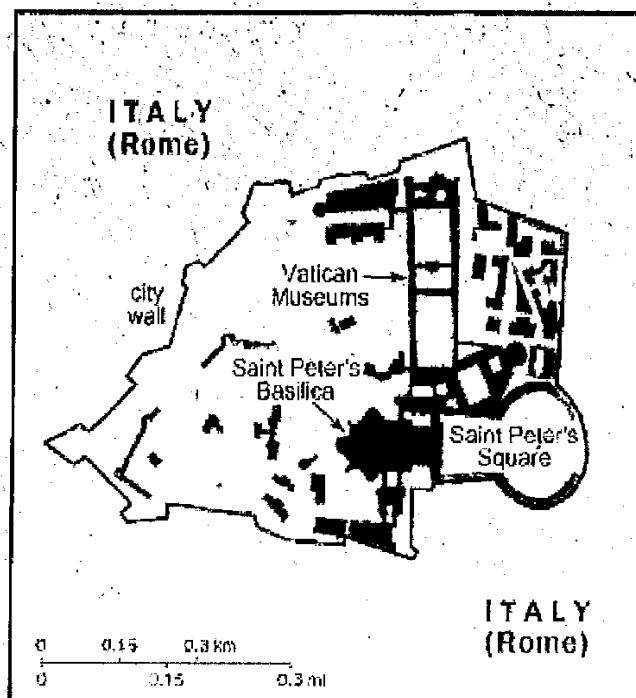 ITALY
(Rome)
Vatican
Museums
city
wall
Saint Peter's
Basilica
Saint Peter's
Square
ITALY
(Rome)
0 0.15 0.3 km
0 0.15 0.3 mi